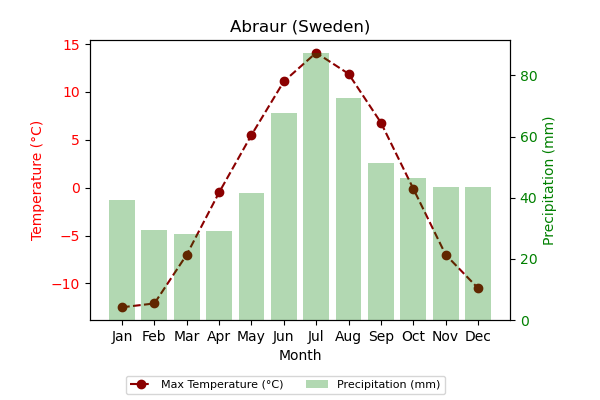 Abraur (Sweden)
15
10
5
0
−5
−10
Temperature (°C)
80
60
40
20
0
Precipitation (mm)
Jan Feb Mar Apr May Jun Jul Aug Sep Oct Nov Dec
Month
Max Temperature (°C) Precipitation (mm)